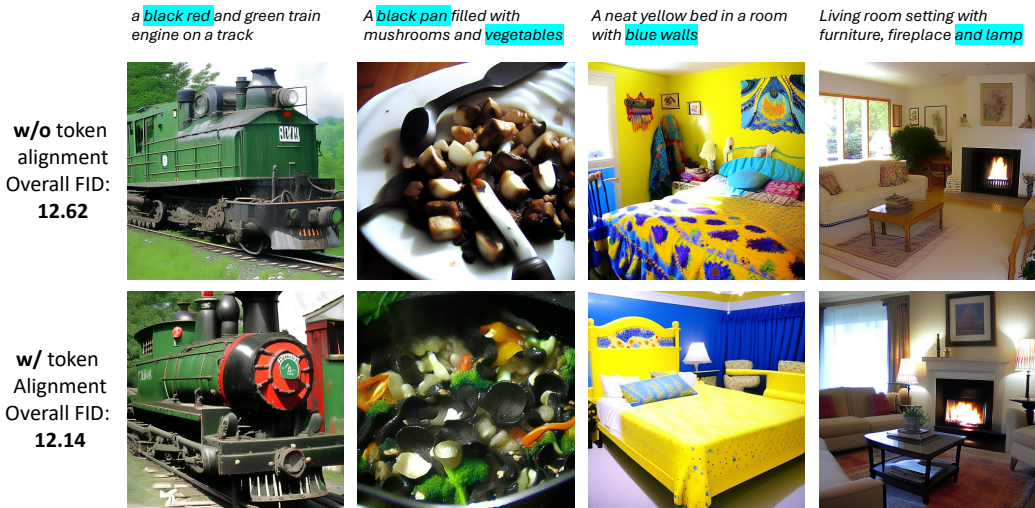 a black red and green train
engine on a track
A black pan filled with
mushrooms and vegetables
A neat yellow bed in a room
with blue walls
Living room setting with
furniture, fireplace and lamp
w/o token
alignment
Overall FID:
12.62
w/ token
Alignment
Overall FID:
12.14